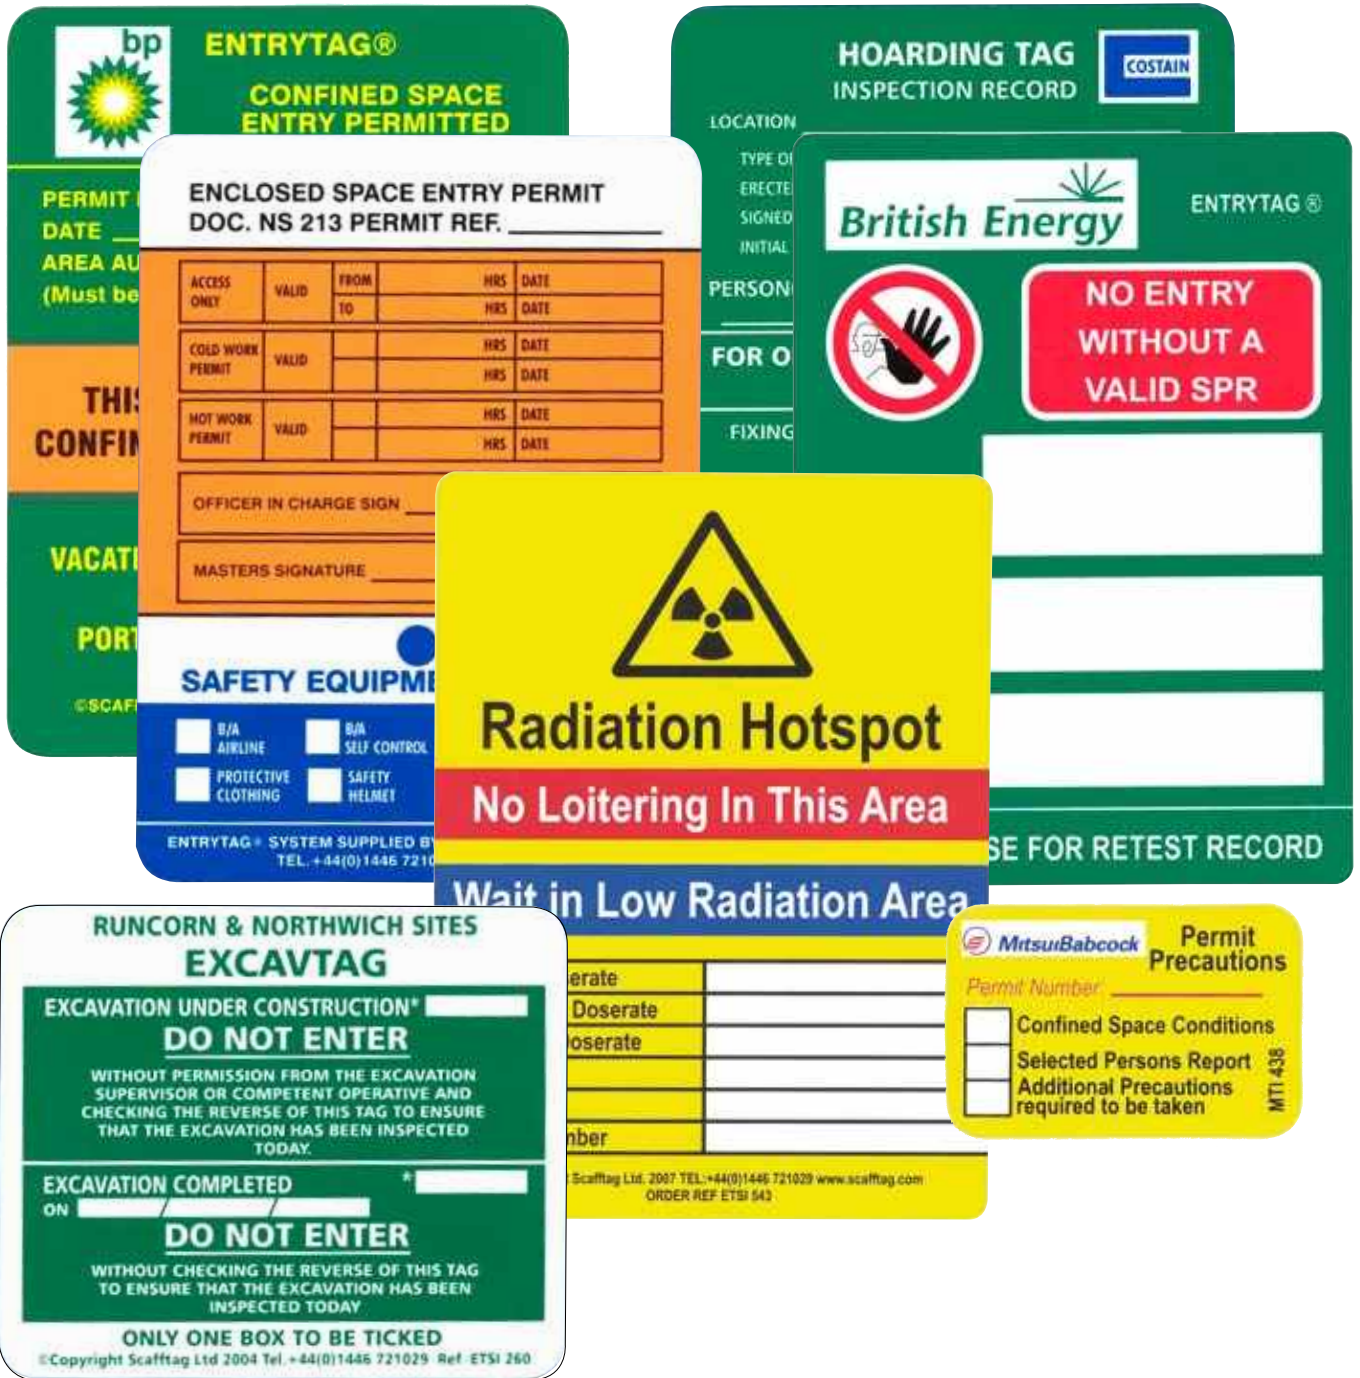 bp
ENTRYTAG®
CONFINED SPACE
ENTRY PERMITTED
PERMIT
DATE
AREA AU
(Must be
THIS
CONFIN
VACATI
PORT
©SCAFF
HOARDING TAG
INSPECTION RECORD
COSTAIN
LOCATION
TYPE O
ERECTE
SIGNED
INITIAL
PERSON
FOR O
FIXING
ENCLOSED SPACE ENTRY PERMIT
DOC. NS 213 PERMIT REF.
ACCESS ONLY VALID FROM HRS DATE
TO HRS DATE
COLD WORK PERMIT VALID HRS DATE
HRS DATE
HOT WORK PERMIT VALID HRS DATE
HRS DATE
OFFICER IN CHARGE SIGN
MASTERS SIGNATURE
SAFETY EQUIPME
B/A AIRLINE
B/A SELF CONTROL
PROTECTIVE CLOTHING
SAFETY HELMET
ENTRYTAG® SYSTEM SUPPLIED BY
TEL.+44(0)1446 7210
British Energy
ENTRYTAG ®
NO ENTRY
WITHOUT A
VALID SPR
SE FOR RETEST RECORD
Radiation Hotspot
No Loitering In This Area
Wait in Low Radiation Area
erate
Doserate
oserate
nber
Scafftag Ltd. 2007 TEL:+44(0)1446 721029 www.scafftag.com
ORDER REF ETSI 543
RUNCORN & NORTHWICH SITES
EXCAVTAG
EXCAVATION UNDER CONSTRUCTION*
DO NOT ENTER
WITHOUT PERMISSION FROM THE EXCAVATION
SUPERVISOR OR COMPETENT OPERATIVE AND
CHECKING THE REVERSE OF THIS TAG TO ENSURE
THAT THE EXCAVATION HAS BEEN INSPECTED
TODAY.
EXCAVATION COMPLETED *
ON / /
DO NOT ENTER
WITHOUT CHECKING THE REVERSE OF THIS TAG
TO ENSURE THAT THE EXCAVATION HAS BEEN
INSPECTED TODAY
ONLY ONE BOX TO BE TICKED
©Copyright Scafftag Ltd 2004 Tel.+44(0)1446 721029 Ref ETSI 260
MitsuiBabcock
Permit
Precautions
Permit Number
Confined Space Conditions
Selected Persons Report
Additional Precautions
required to be taken
MTI 438